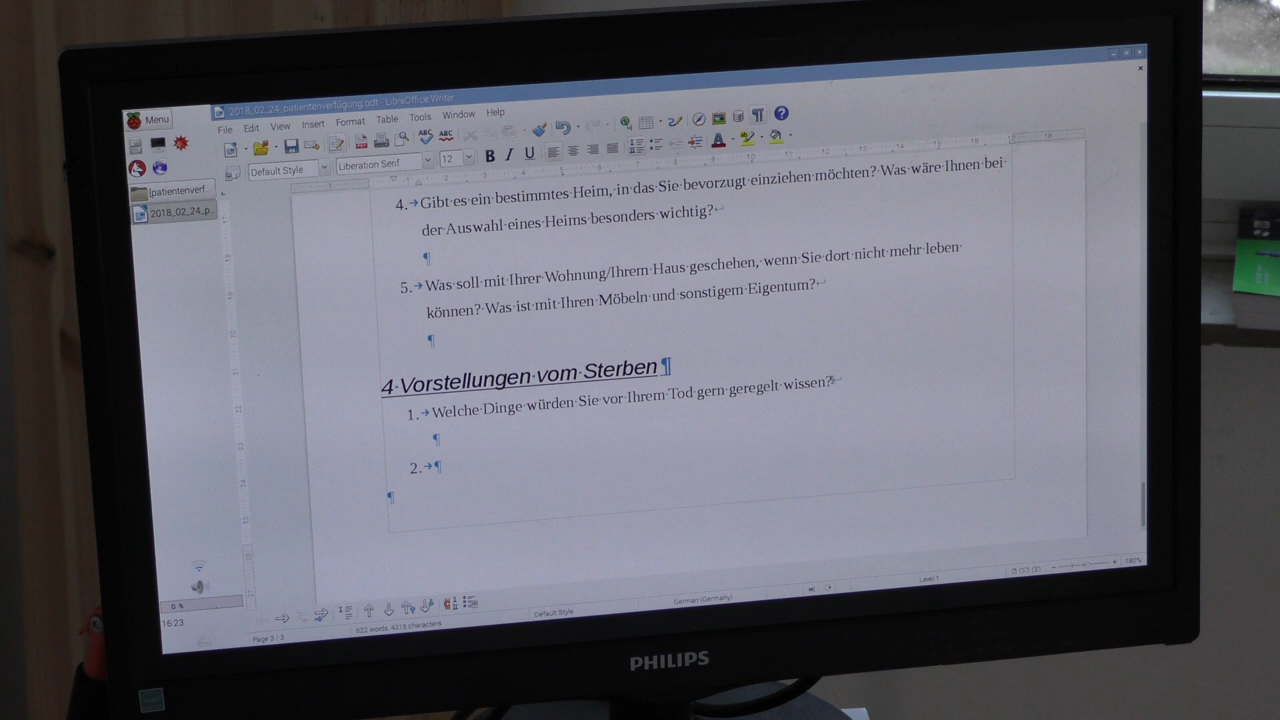 2018_02_24_patientenverfügung.odt - LibreOffice Writer
Menu
File Edit View Insert Format Table Tools Window Help
Default Style
Liberation Serif
12
[patientenverf...
2018_02_24_p...
4. Gibt es ein bestimmtes Heim, in das Sie bevorzugt einziehen möchten? Was wäre Ihnen bei
der Auswahl eines Heims besonders wichtig?
5. Was soll mit Ihrer Wohnung/Ihrem Haus geschehen, wenn Sie dort nicht mehr leben
können? Was ist mit Ihren Möbeln und sonstigem Eigentum?
4 Vorstellungen vom Sterben
1. Welche Dinge würden Sie vor Ihrem Tod gern geregelt wissen?
2.
0 %
16:23
Page 3 / 3
622 words, 4315 characters
Default Style
German (Germany)
Level 1
PHILIPS